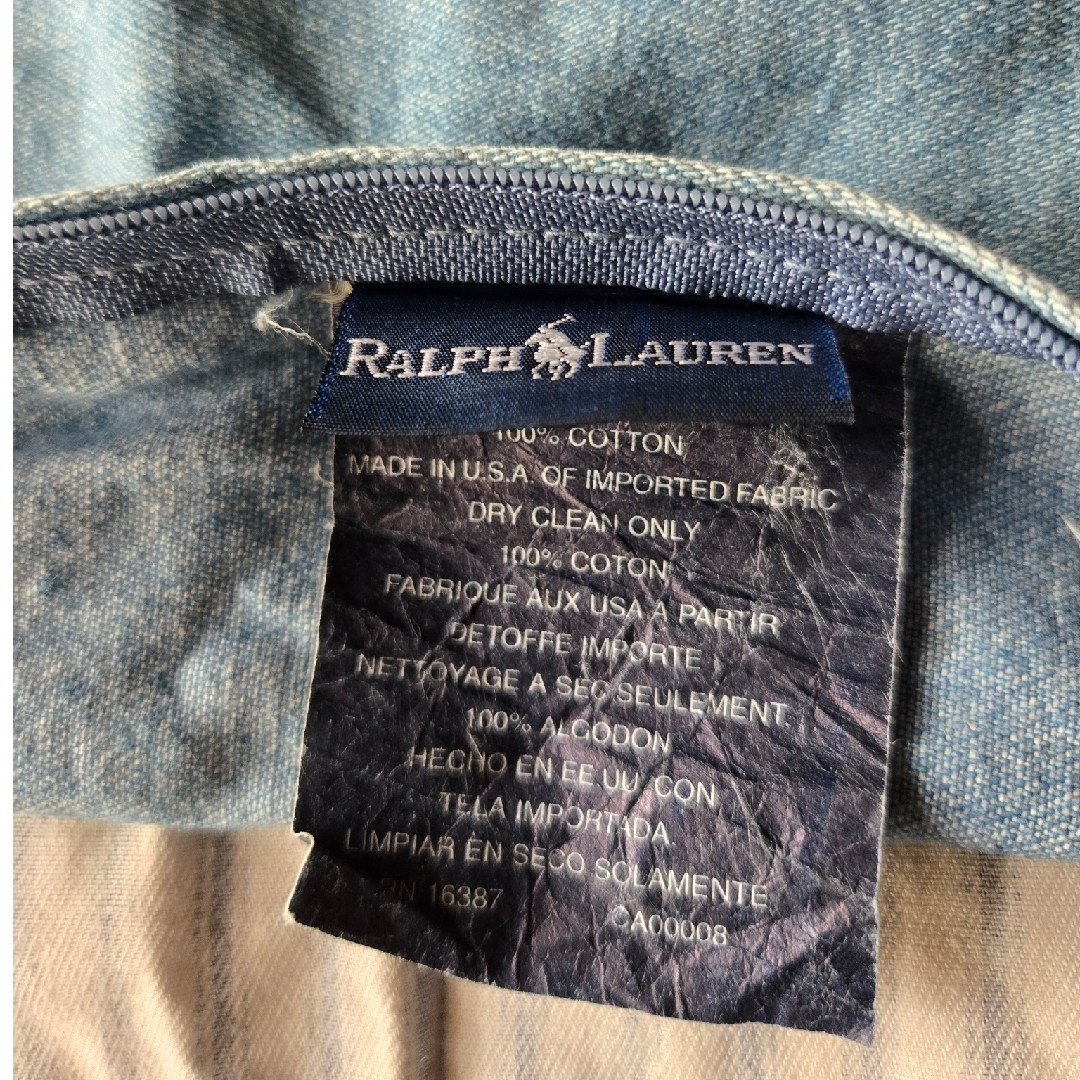 RALPH LAUREN
100% COTTON
MADE IN U.S.A. OF IMPORTED FABRIC
DRY CLEAN ONLY
100% COTON
FABRIQUE AUX USA A PARTIR
DETOFFE IMPORTE
NETTOYAGE A SEC SEULEMENT
100% ALGODON
HECHO EN EE.UU. CON
TELA IMPORTADA
LIMPIAR EN SECO SOLAMENTE
RN 16387 CA00008